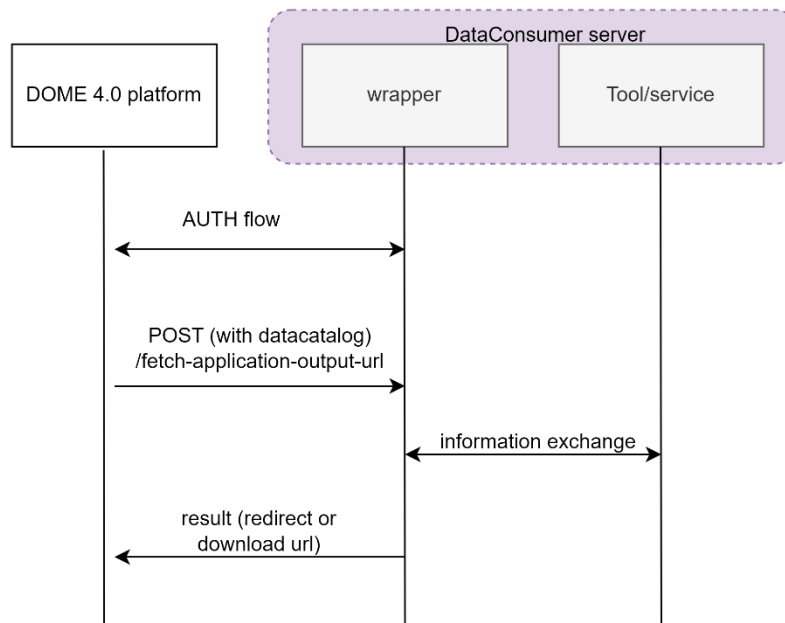 DataConsumer server
DOME 4.0 platform
wrapper
Tool/service
AUTH flow
POST (with datacatalog)
/fetch-application-output-url
information exchange
result (redirect or
download url)